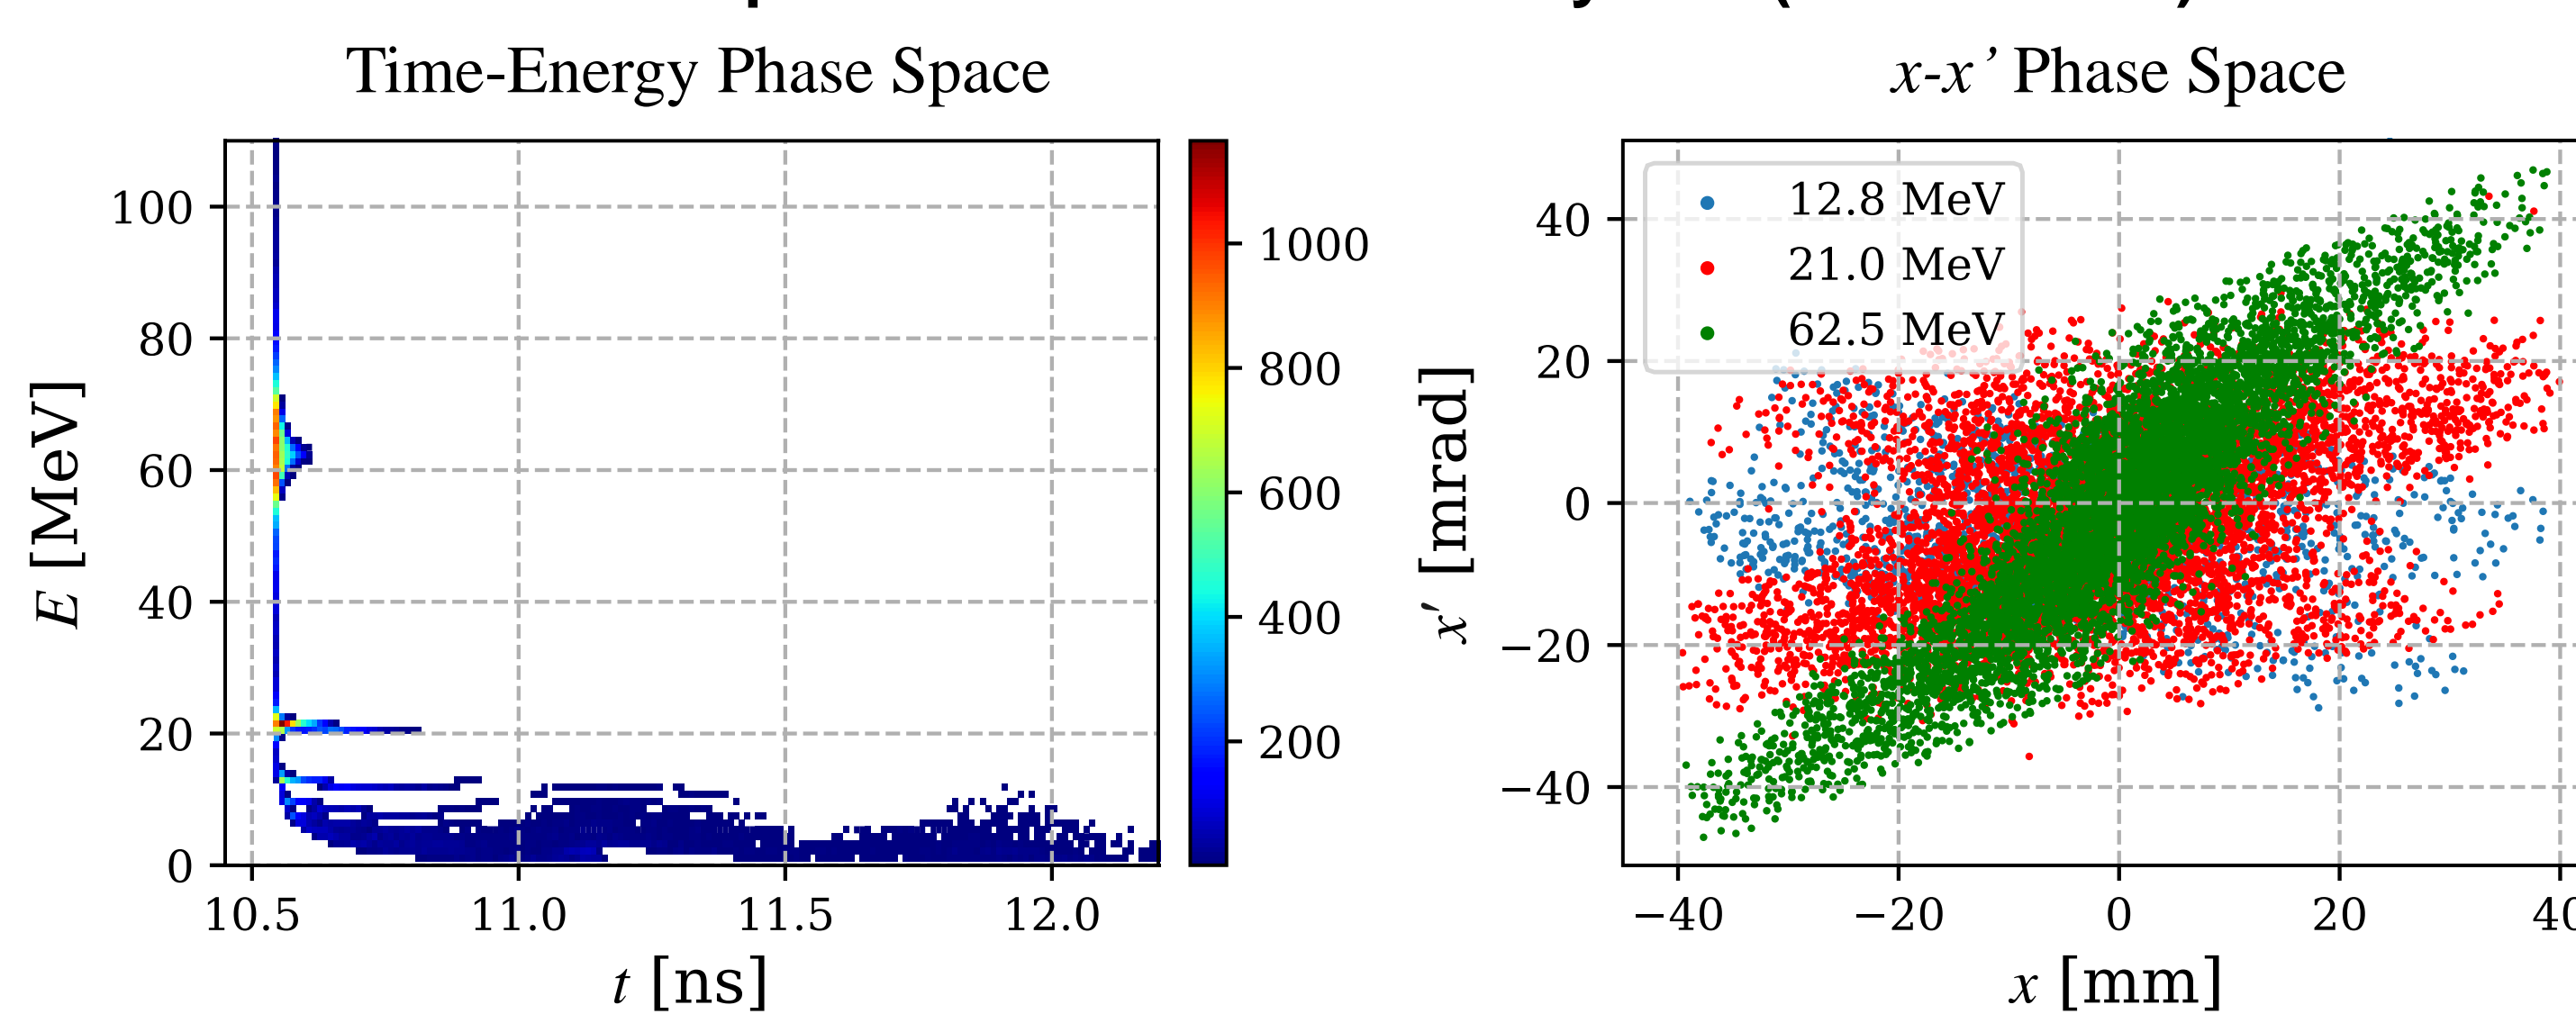 Time-Energy Phase Space
100
80
60
40
20
0
E [MeV]
10.5 11.0 11.5 12.0
t [ns]
1000
800
600
400
200
x-x’ Phase Space
12.8 MeV
21.0 MeV
62.5 MeV
40
20
0
−20
−40
x′ [mrad]
−40 −20 0 20
x [mm]